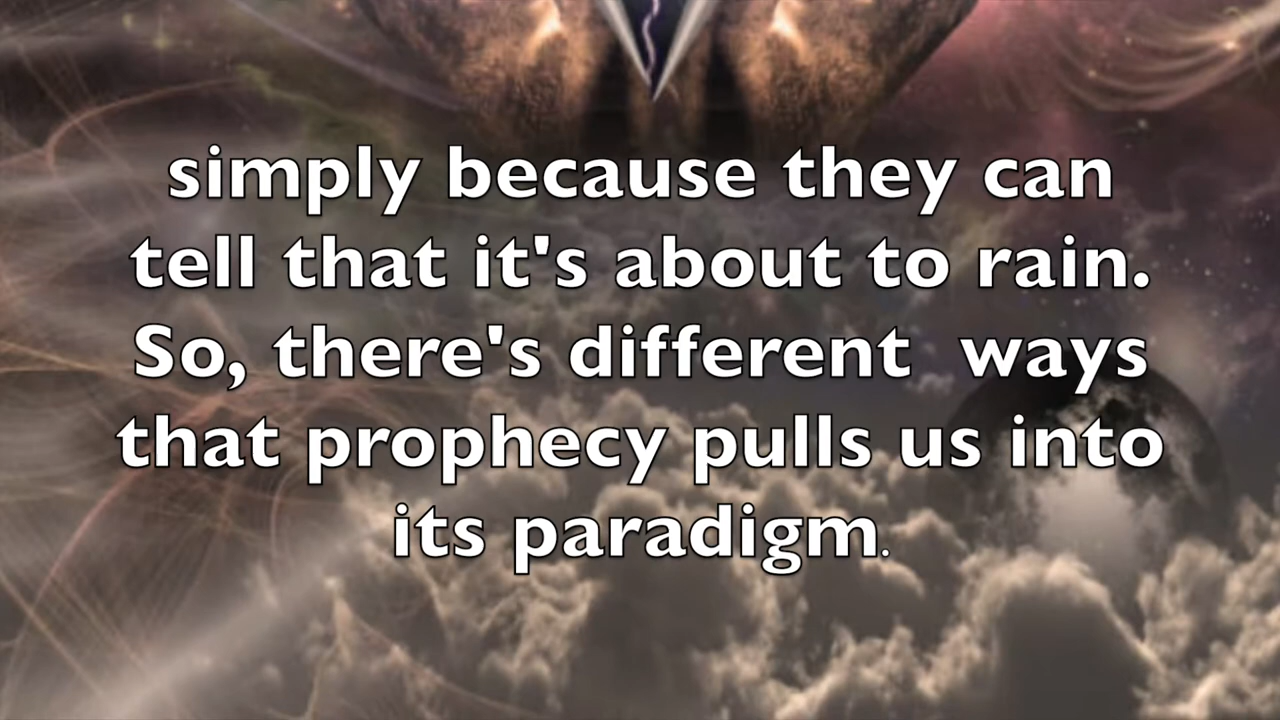 simply because they can
tell that it's about to rain.
So, there's different  ways
that prophecy pulls us into
its paradigm.